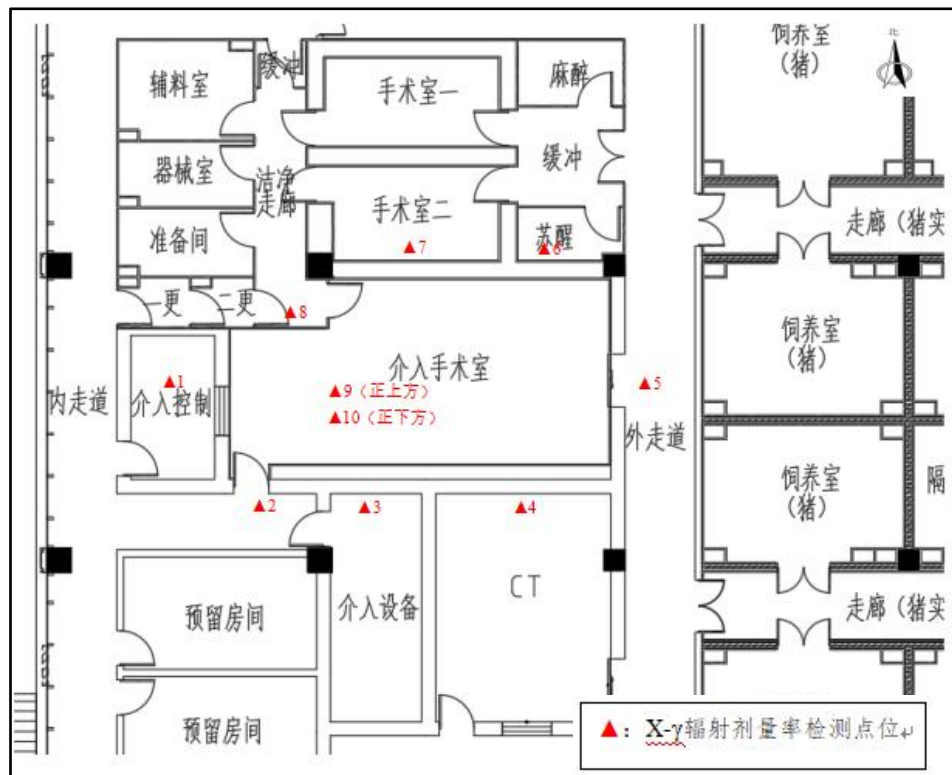 饲养室
（猪）
北
缓冲
辅料室
手术室一
麻醉
器械室
洁净
走廊
缓冲
准备间
手术室二
苏醒
走廊（猪实
▲7
▲6
一更
二更
▲8
饲养室
（猪）
介入手术室
▲1
▲9（正上方）
▲5
内走道
介入控制
▲10（正下方）
外走道
饲养室
（猪）
隔
▲2
▲3
▲4
CT
预留房间
介入设备
走廊（猪实
预留房间
▲：X-γ辐射剂量率检测点位